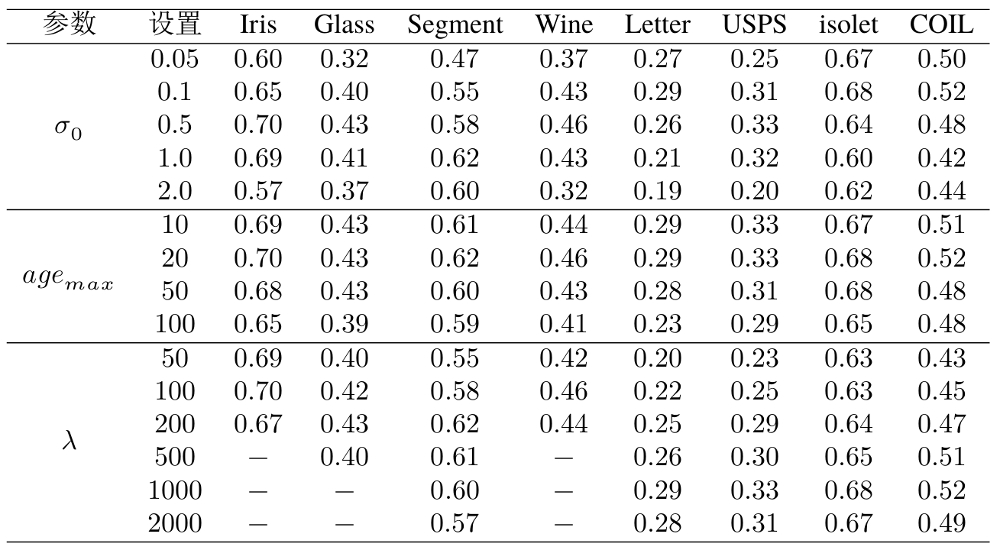 参数 设置 Iris Glass Segment Wine Letter USPS isolet COIL
0.05 0.60 0.32 0.47 0.37 0.27 0.25 0.67 0.50
0.1 0.65 0.40 0.55 0.43 0.29 0.31 0.68 0.52
σ0 0.5 0.70 0.43 0.58 0.46 0.26 0.33 0.64 0.48
1.0 0.69 0.41 0.62 0.43 0.21 0.32 0.60 0.42
2.0 0.57 0.37 0.60 0.32 0.19 0.20 0.62 0.44
10 0.69 0.43 0.61 0.44 0.29 0.33 0.67 0.51
20 0.70 0.43 0.62 0.46 0.29 0.33 0.68 0.52
agemax
50 0.68 0.43 0.60 0.43 0.28 0.31 0.68 0.48
100 0.65 0.39 0.59 0.41 0.23 0.29 0.65 0.48
50 0.69 0.40 0.55 0.42 0.20 0.23 0.63 0.43
100 0.70 0.42 0.58 0.46 0.22 0.25 0.63 0.45
200 0.67 0.43 0.62 0.44 0.25 0.29 0.64 0.47
λ
500 − 0.40 0.61 − 0.26 0.30 0.65 0.51
1000 − − 0.60 − 0.29 0.33 0.68 0.52
2000 − − 0.57 − 0.28 0.31 0.67 0.49